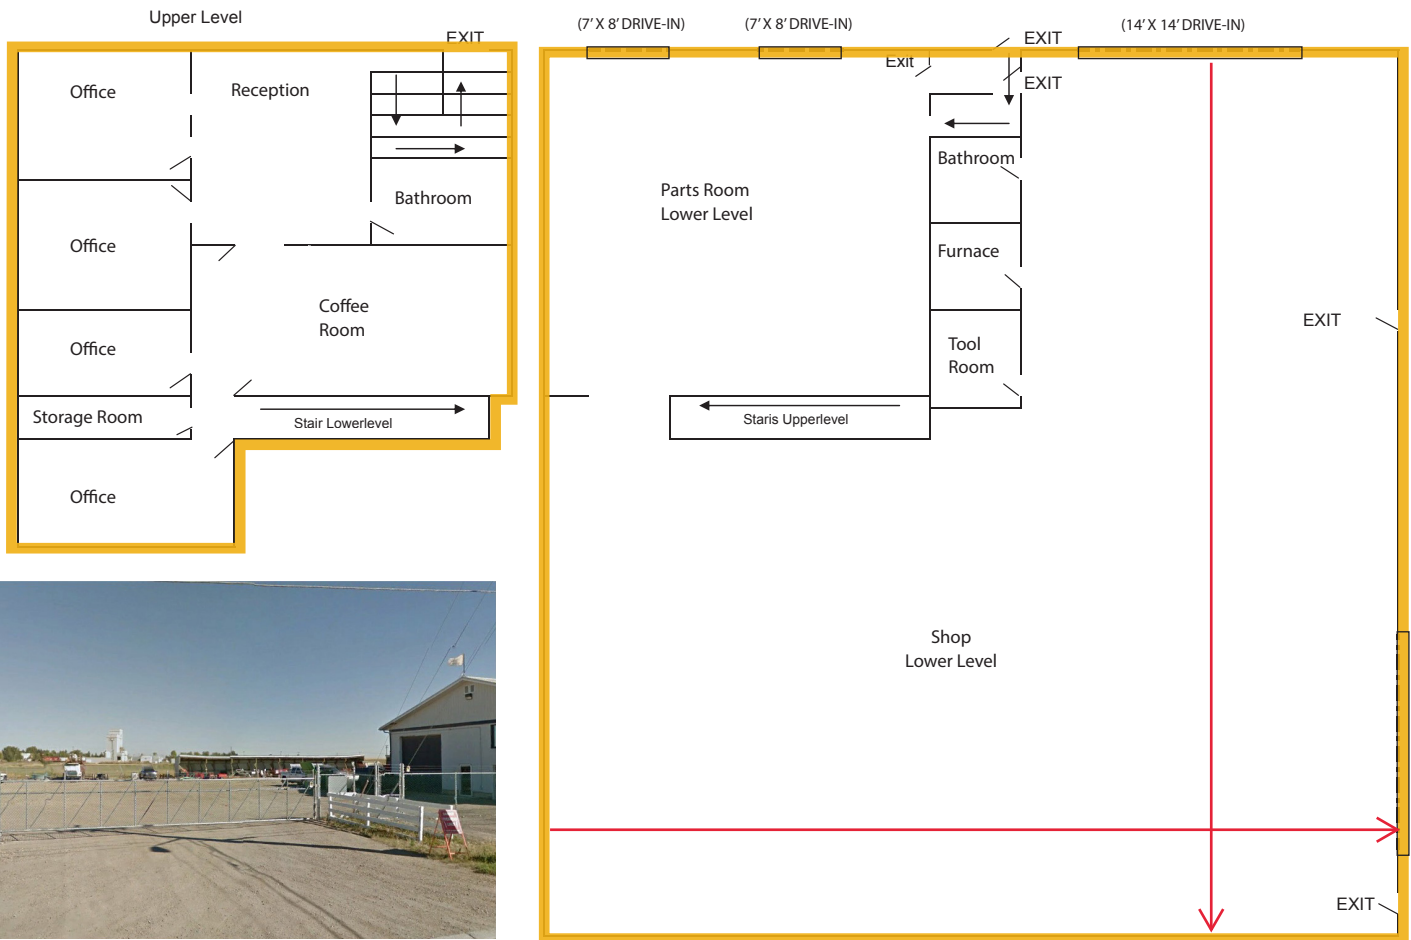 Upper Level
EXIT
Office
Reception
Bathroom
Office
Coffee
Room
Office
Storage Room
Stair Lowerlevel
Office
(7’ X 8’ DRIVE-IN)
(7’ X 8’ DRIVE-IN)
(14’ X 14’ DRIVE-IN)
EXIT
Exit
EXIT
Bathroom
Parts Room
Lower Level
Furnace
EXIT
Tool
Room
Staris Upperlevel
Shop
Lower Level
EXIT